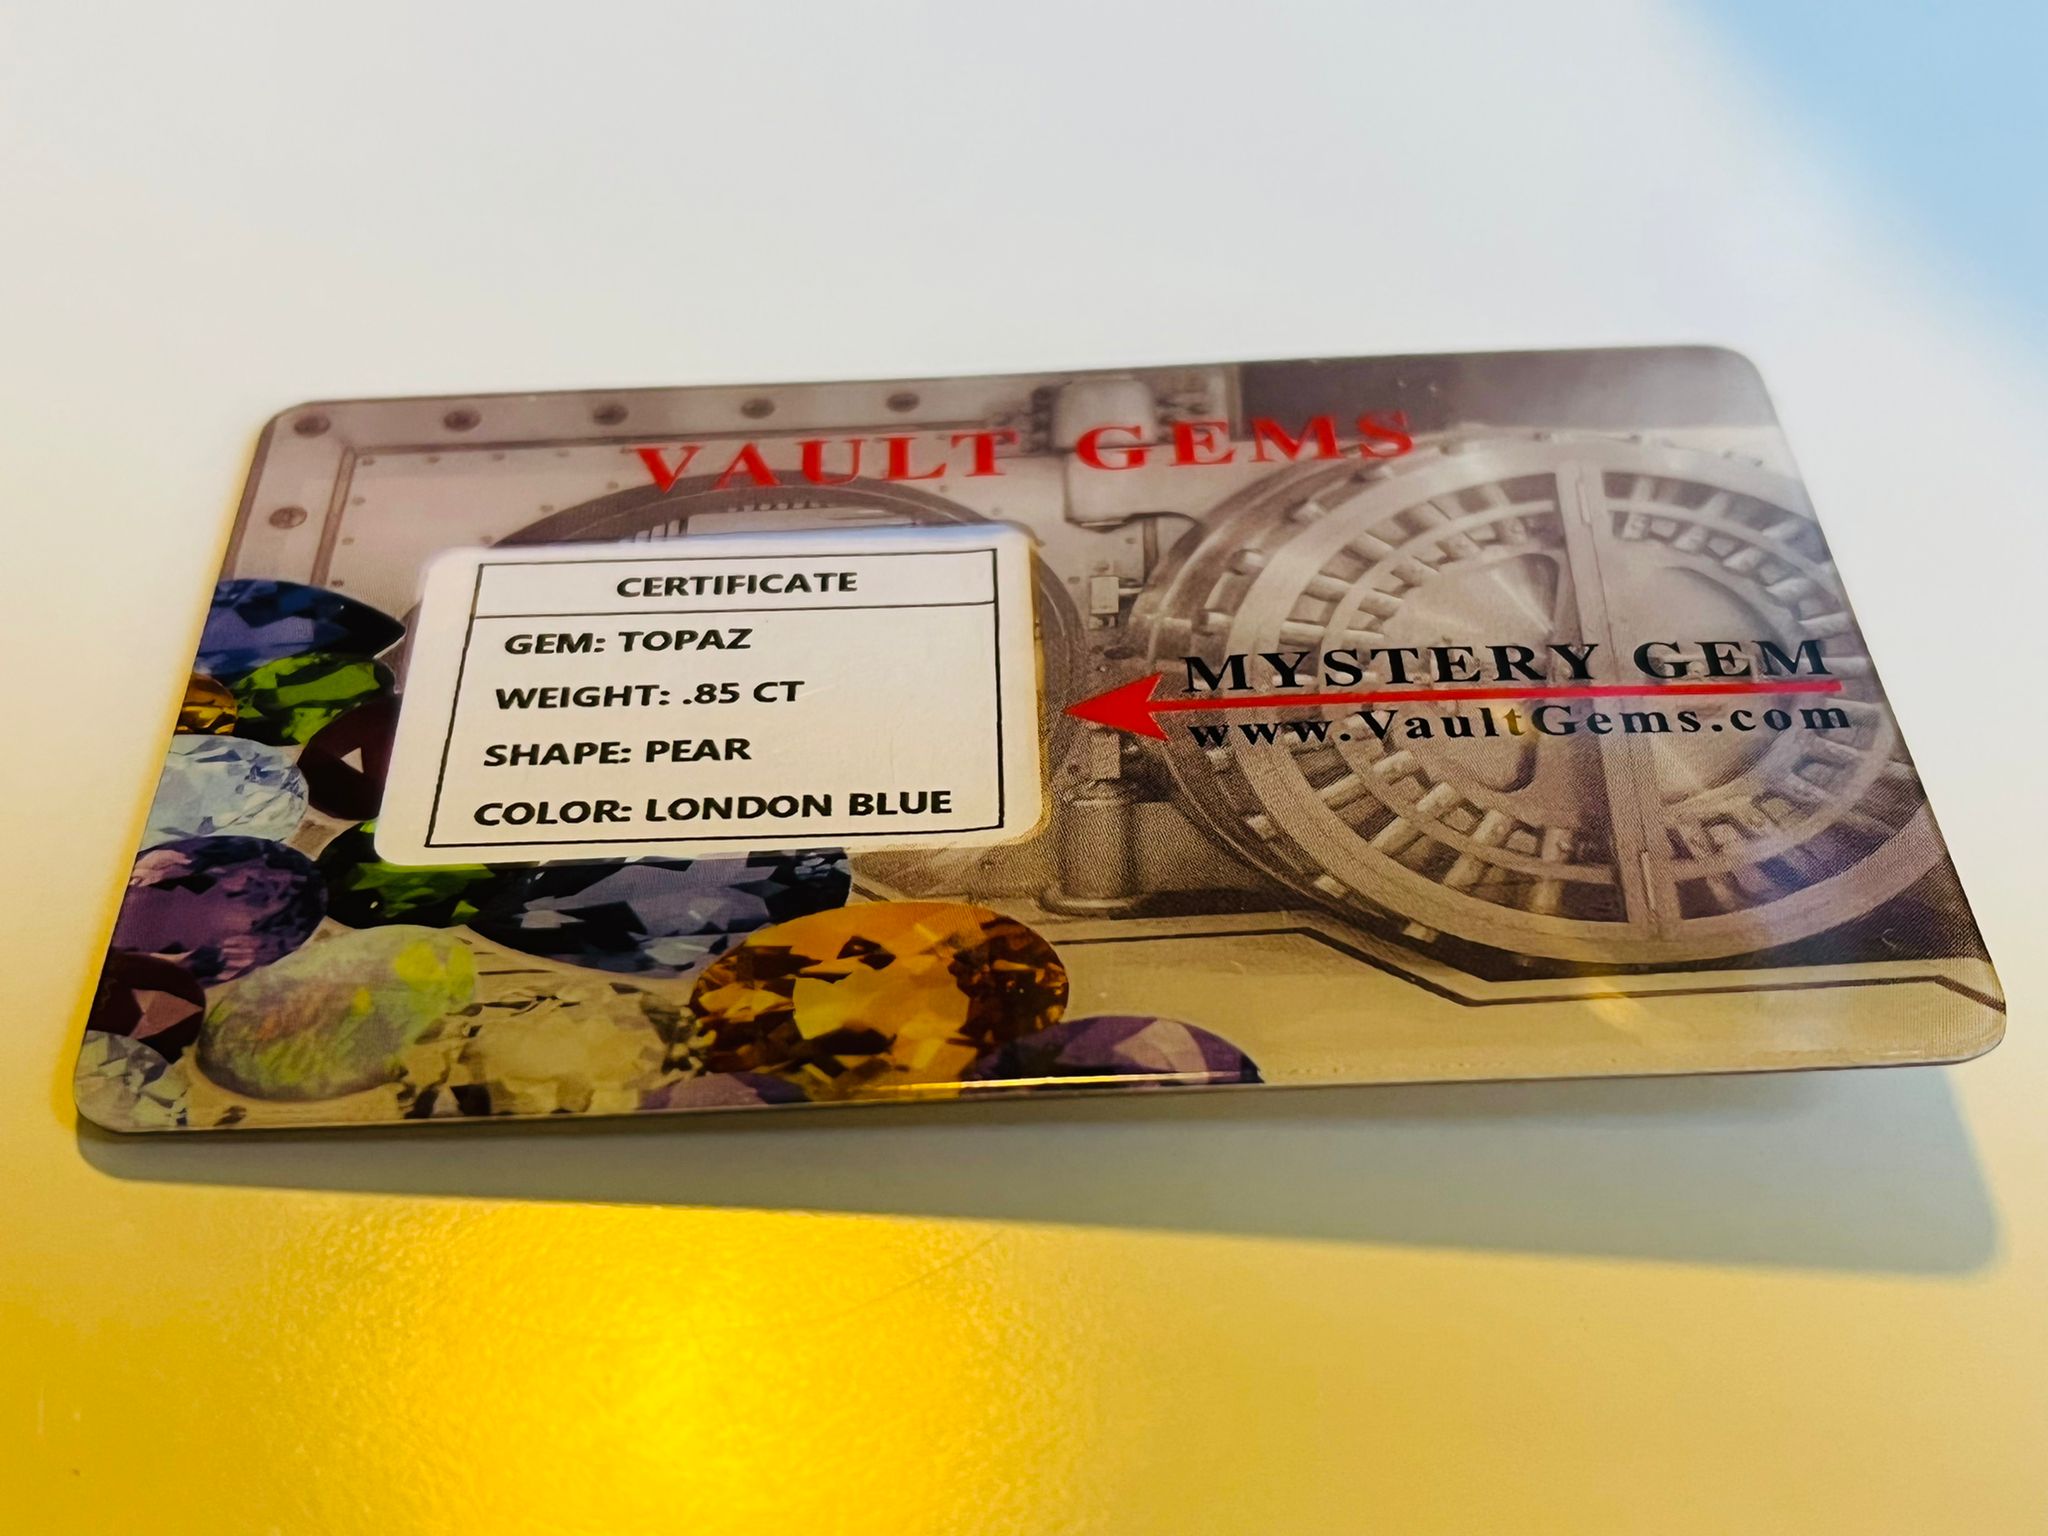 VAULT GEMS
CERTIFICATE
GEM: TOPAZ
WEIGHT: .85 CT
SHAPE: PEAR
COLOR: LONDON BLUE
MYSTERY GEM
www.VaultGems.com